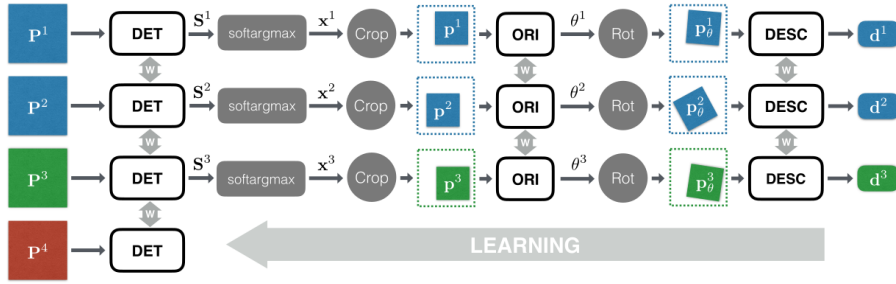 P¹ DET S¹ softargmax x¹ Crop p¹ ORI θ¹ Rot p¹θ DESC d¹
W W W
P² DET S² softargmax x² Crop p² ORI θ² Rot p²θ DESC d²
W W W
P³ DET S³ softargmax x³ Crop p³ ORI θ³ Rot p³θ DESC d³
W
P⁴ DET LEARNING